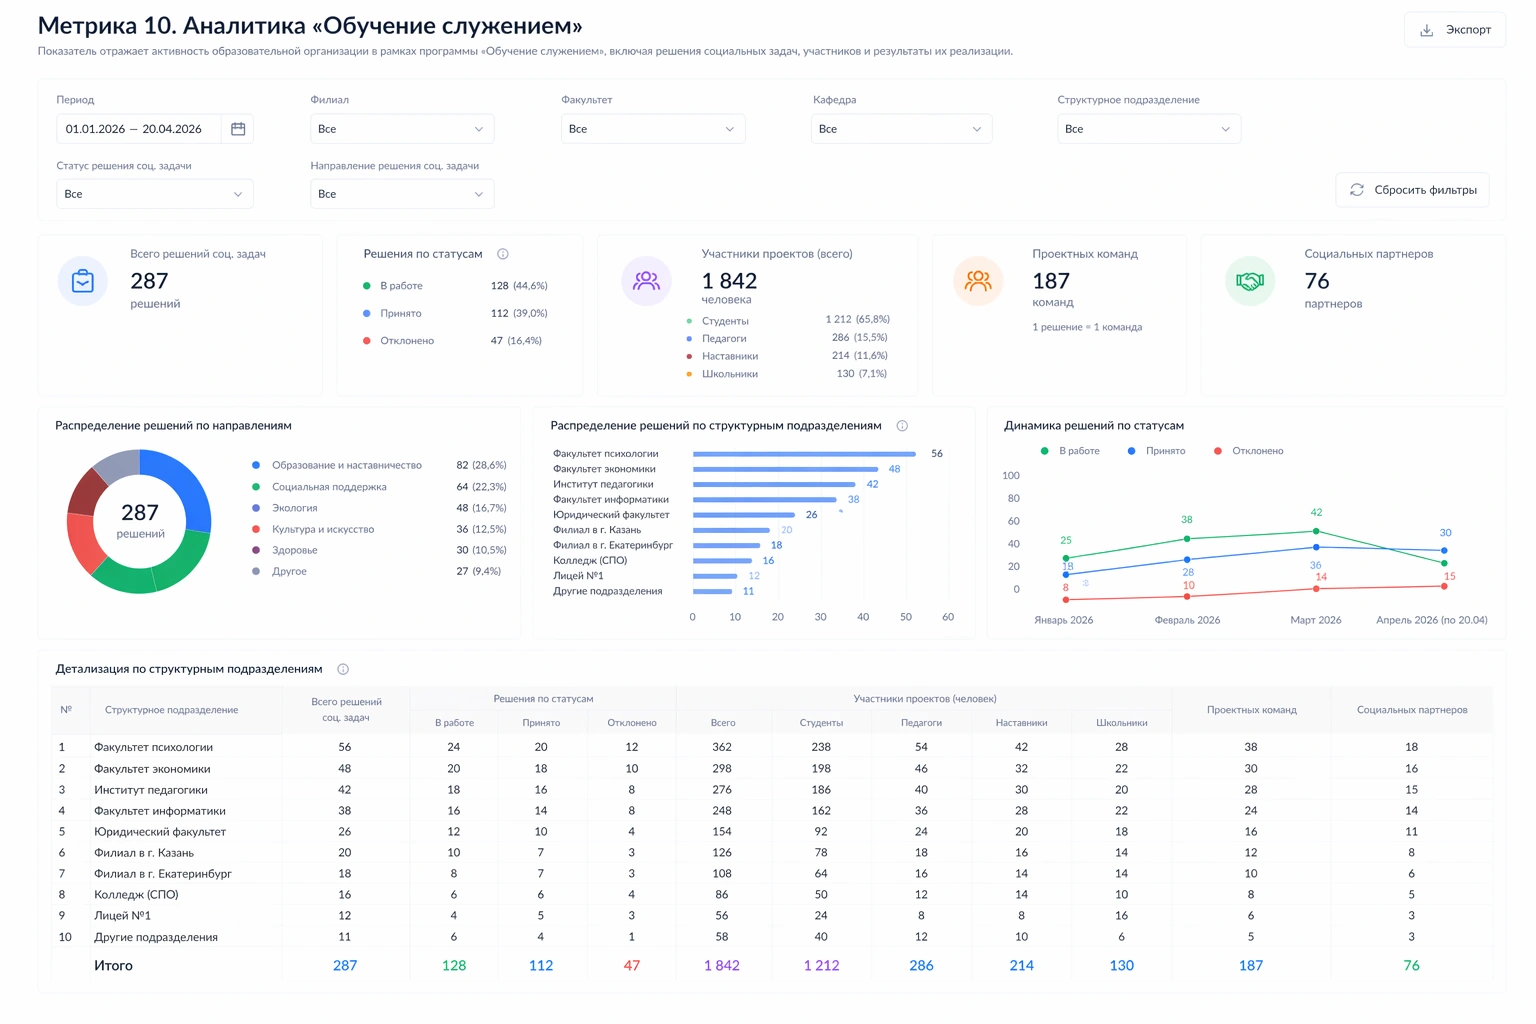 Метрика 10. Аналитика «Обучение служением»
Экспорт
Показатель отражает активность образовательной организации в рамках программы «Обучение служением», включая решения социальных задач, участников и результаты их реализации.
Период
Филиал
Факультет
Кафедра
Структурное подразделение
01.01.2026 — 20.04.2026
Все
Все
Все
Все
Статус решения соц. задачи
Направление решения соц. задачи
Все
Все
Сбросить фильтры
Всего решений соц. задач
287
решений
Решения по статусам
В работе 128 (44,6%)
Принято 112 (39,0%)
Отклонено 47 (16,4%)
Участники проектов (всего)
1 842
человека
Студенты 1 212 (65,8%)
Педагоги 286 (15,5%)
Наставники 214 (11,6%)
Школьники 130 (7,1%)
Проектных команд
187
команд
1 решение = 1 команда
Социальных партнеров
76
партнеров
Распределение решений по направлениям
287
решений
Образование и наставничество 82 (28,6%)
Социальная поддержка 64 (22,3%)
Экология 48 (16,7%)
Культура и искусство 36 (12,5%)
Здоровье 30 (10,5%)
Другое 27 (9,4%)
Распределение решений по структурным подразделениям
Факультет психологии 56
Факультет экономики 48
Институт педагогики 42
Факультет информатики 38
Юридический факультет 26
Филиал в г. Казань 20
Филиал в г. Екатеринбург 18
Колледж (СПО) 16
Лицей №1 12
Другие подразделения 11
0 10 20 30 40 50 60
Динамика решений по статусам
В работе Принято Отклонено
100
80
60
40
20
0
25 38 42
18 28 36 30
8 10 14 15
Январь 2026 Февраль 2026 Март 2026 Апрель 2026 (по 20.04)
Детализация по структурным подразделениям
№ Структурное подразделение Всего решений соц. задач Решения по статусам Участники проектов (человек) Проектных команд Социальных партнеров
В работе Принято Отклонено Всего Студенты Педагоги Наставники Школьники
1 Факультет психологии 56 24 20 12 362 238 54 42 28 38 18
2 Факультет экономики 48 20 18 10 298 198 46 32 22 30 16
3 Институт педагогики 42 18 16 8 276 186 40 30 20 28 15
4 Факультет информатики 38 16 14 8 248 162 36 28 22 24 14
5 Юридический факультет 26 12 10 4 154 92 24 20 18 16 11
6 Филиал в г. Казань 20 10 7 3 126 78 18 16 14 12 8
7 Филиал в г. Екатеринбург 18 8 7 3 108 64 16 14 14 10 6
8 Колледж (СПО) 16 6 6 4 86 50 12 14 10 8 5
9 Лицей №1 12 4 5 3 56 24 8 8 16 6 3
10 Другие подразделения 11 6 4 1 58 40 12 10 6 5 3
Итого 287 128 112 47 1 842 1 212 286 214 130 187 76